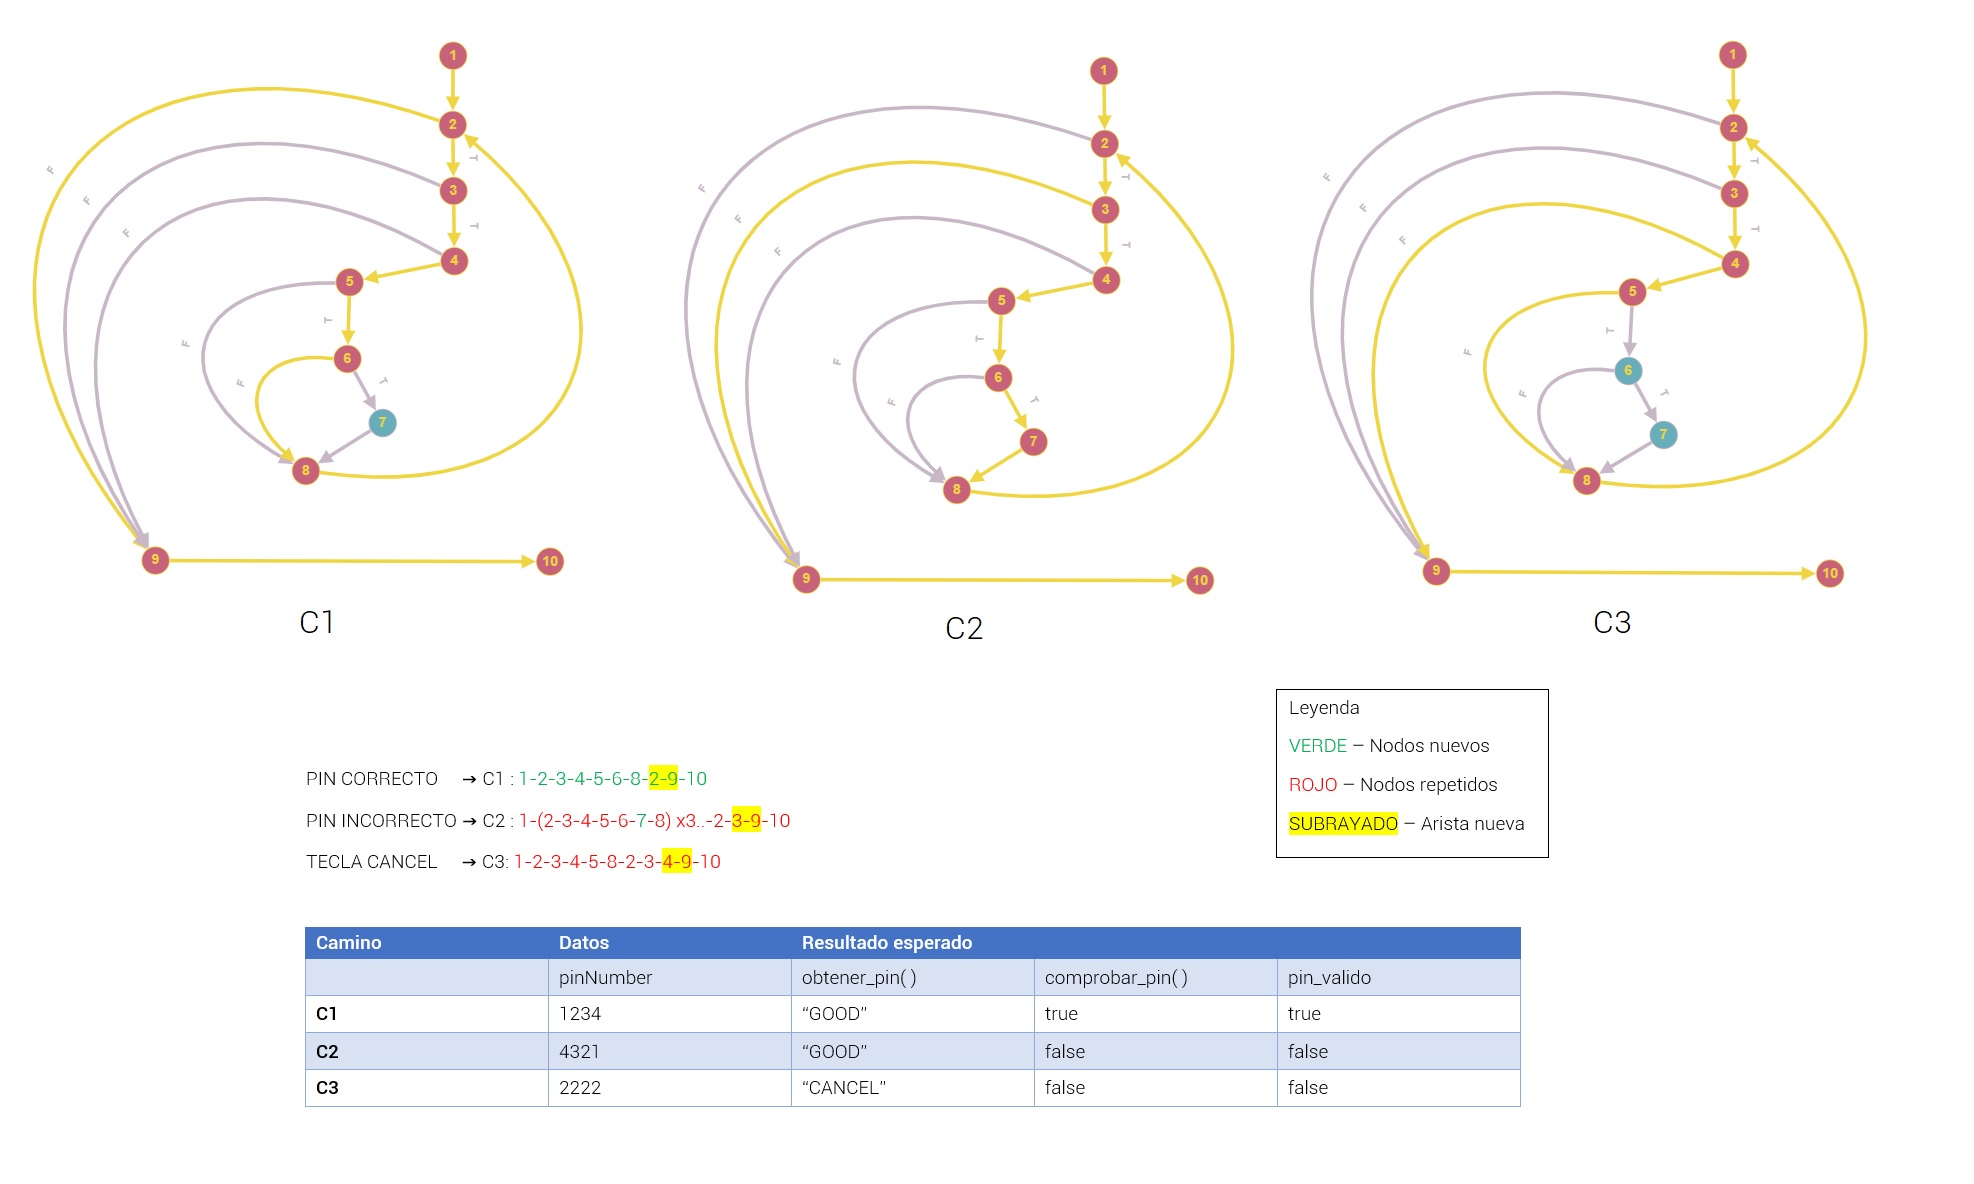 1
2
T
3
T
4
5
T
6
T
7
8
9
10
F
F
F
F
F
C1
1
2
T
3
T
4
5
T
6
T
7
8
9
10
F
F
F
F
F
C2
1
2
T
3
T
4
5
T
6
T
7
8
9
10
F
F
F
F
F
C3
Leyenda
VERDE – Nodos nuevos
ROJO – Nodos repetidos
SUBRAYADO – Arista nueva
PIN CORRECTO → C1 : 1-2-3-4-5-6-8-2-9-10
PIN INCORRECTO → C2 : 1-(2-3-4-5-6-7-8) x3..-2-3-9-10
TECLA CANCEL → C3: 1-2-3-4-5-8-2-3-4-9-10
Camino Datos Resultado esperado
pinNumber obtener_pin( ) comprobar_pin( ) pin_valido
C1 1234 “GOOD” true true
C2 4321 “GOOD” false false
C3 2222 “CANCEL” false false